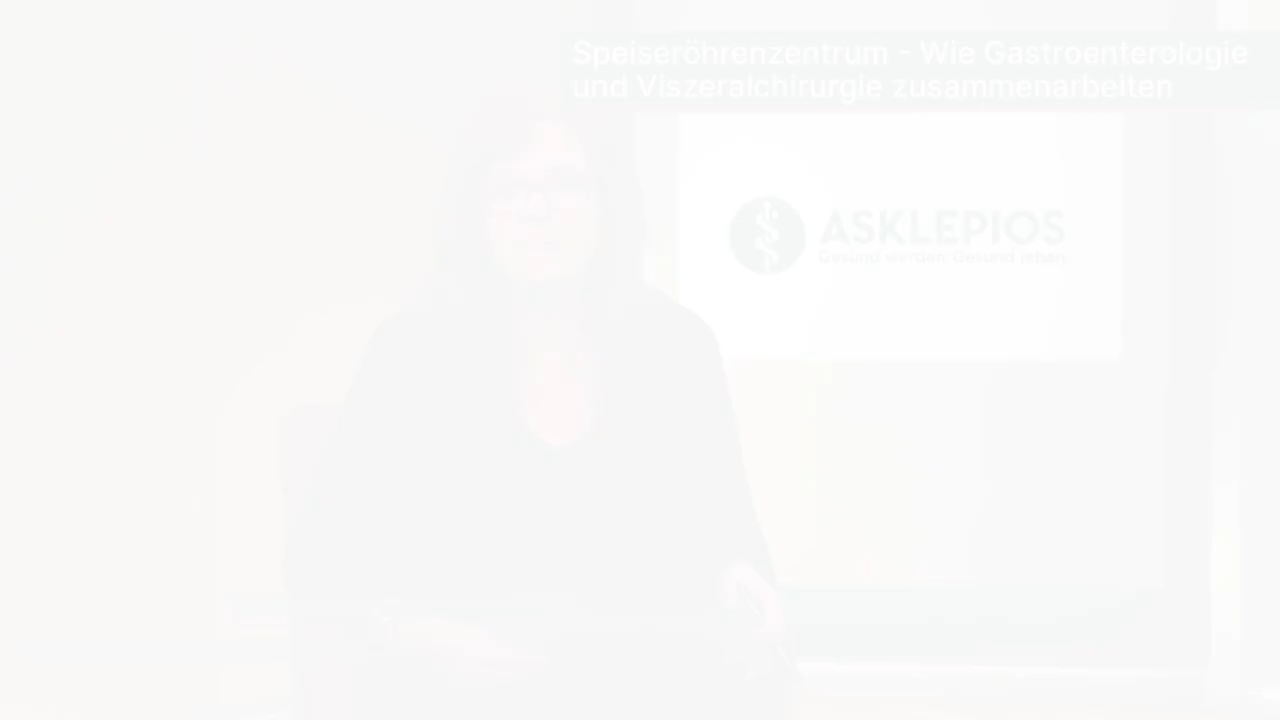 Speiseröhrenzentrum - Wie Gastroenterologie
und Viszeralchirurgie zusammenarbeiten
ASKLEPIOS
Gesund werden. Gesund leben.